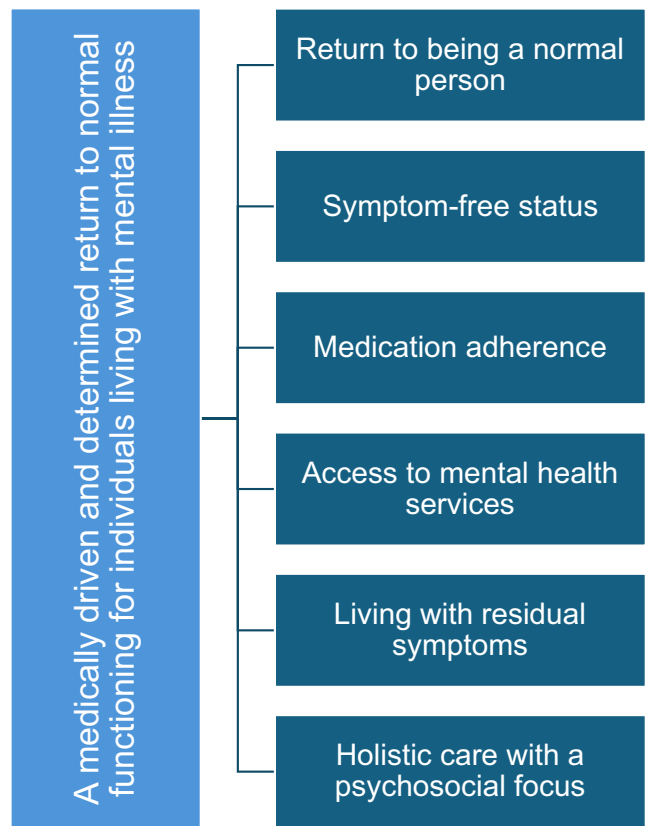 A medically driven and determined return to normal
functioning for individuals living with mental illness
Return to being a normal
person
Symptom-free status
Medication adherence
Access to mental health
services
Living with residual
symptoms
Holistic care with a
psychosocial focus